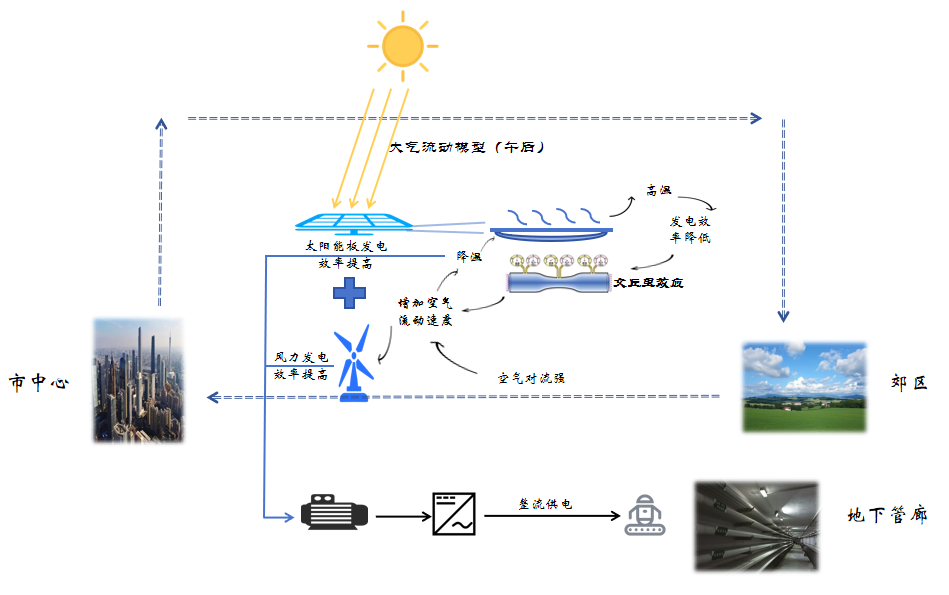 大气流动模型（午后）
高温
发电效
率降低
太阳能板发电
效率提高
降温
文丘里效应
增加空气
流动速度
风力发电
效率提高
空气对流强
市中心
郊区
整流供电
地下管廊